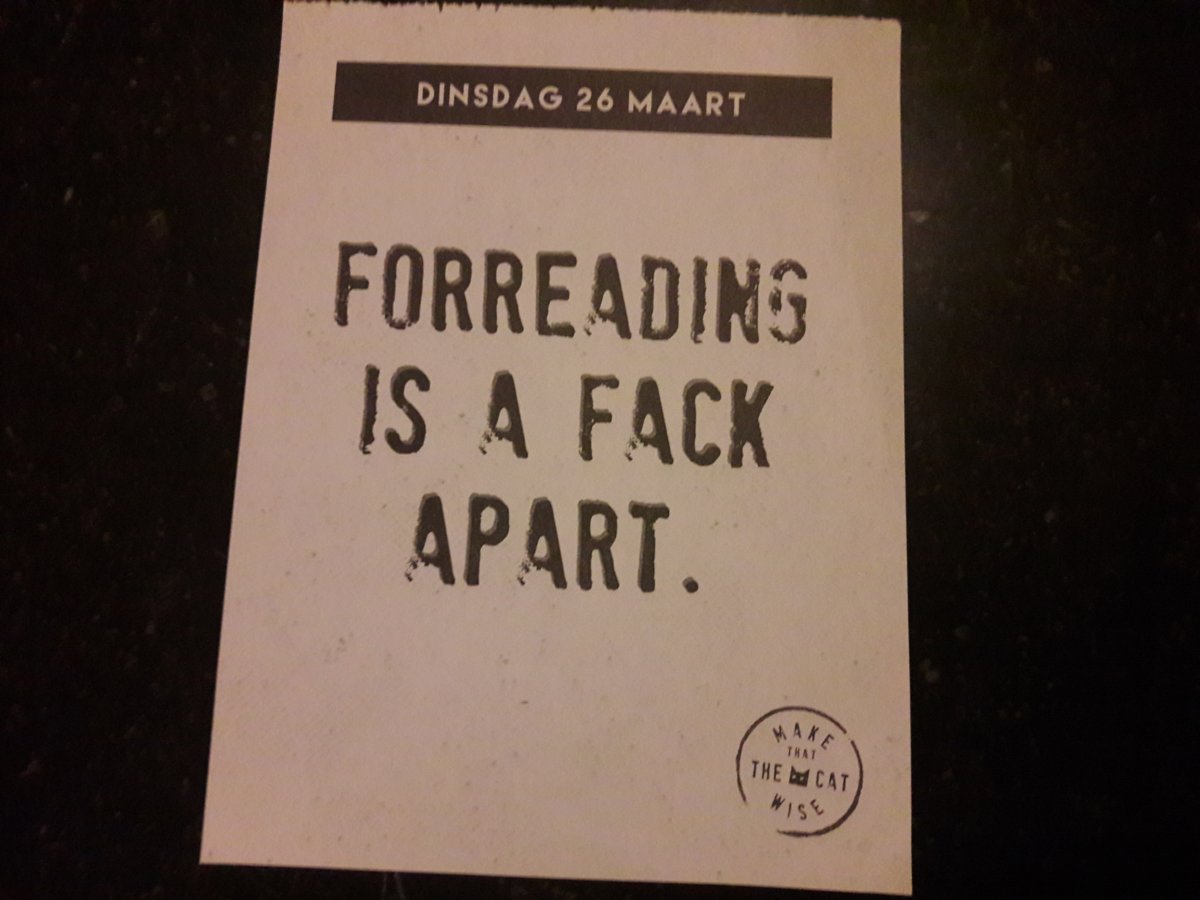 DINSDAG 26 MAART
FORREADING
IS A FACK
APART.
MAKE
THAT
THE CAT
WISE